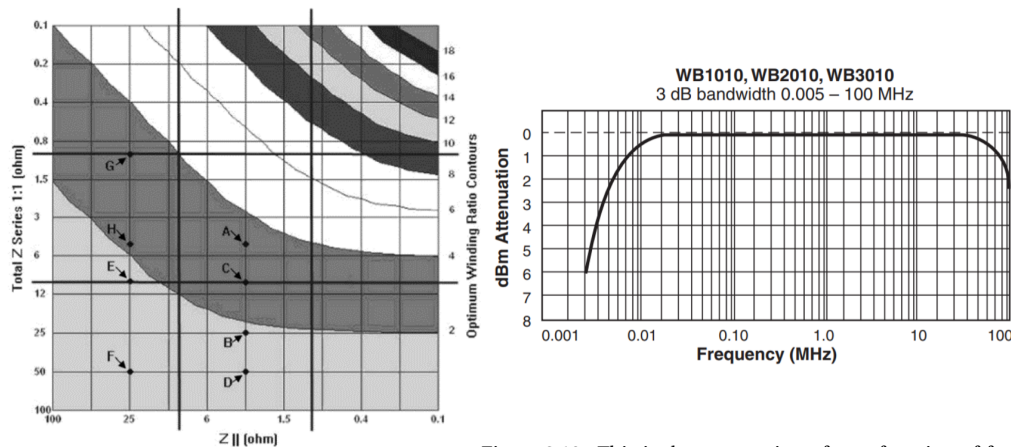 0.1
0.2
0.4
0.8
1.5
3
6
12
25
50
100
Total Z Series 1:1 (ohm)
G
H
E
F
A
C
B
D
100
25
6
1.5
0.4
0.1
Z || (ohm)
18
16
14
12
10
8
6
4
2
Optimum Winding Ratio Contours
WB1010, WB2010, WB3010
3 dB bandwidth 0.005 – 100 MHz
0
1
2
3
4
5
6
7
8
dBm Attenuation
0.001 0.01 0.10 1.0 10 100
Frequency (MHz)